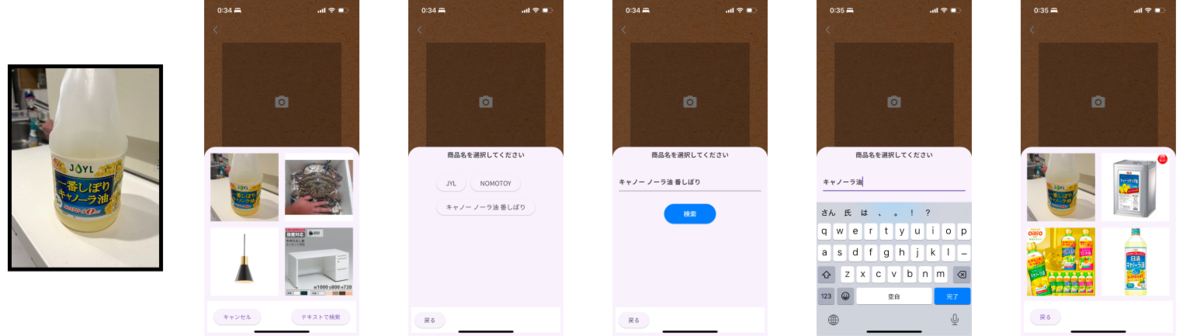 J-OYL
一番しぼり
キャノーラ油
0:34
キャンセル
テキストで検索
0:34
商品名を選択してください
JYL
NOMOTOY
キャノー ノーラ油 番しぼり
戻る
0:34
商品名を選択してください
キャノー ノーラ油 番しぼり
検索
戻る
0:35
商品名を選択してください
キャノーラ油
さん 氏 は 、 。 ! ?
q w e r t y u i o p
a s d f g h j k l ー
z x c v b n m
123 空白 完了
0:35
戻る